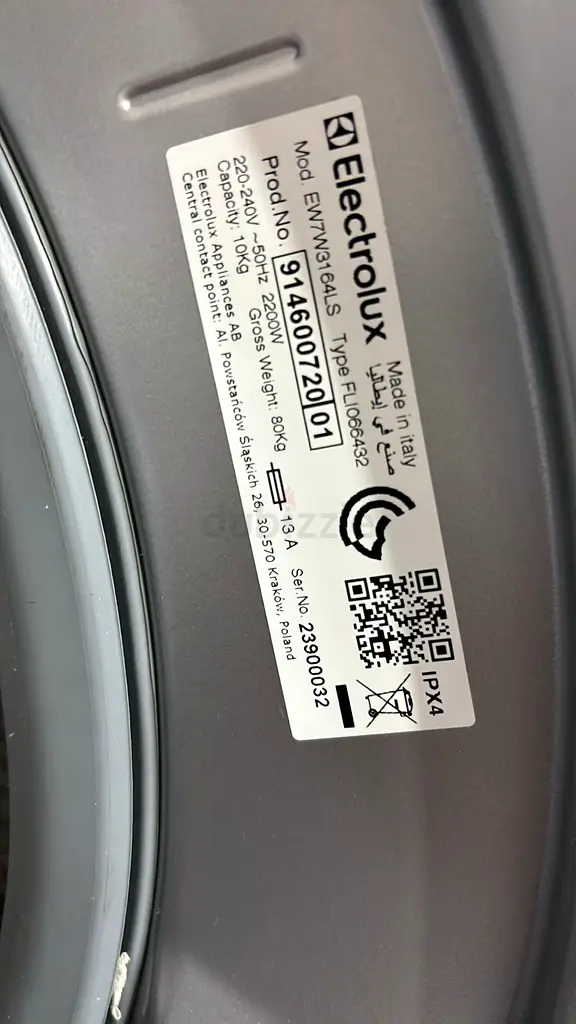 Electrolux
Made in italy
صنع في إيطاليا
Mod. EW7W3164LS Type FLI066432
Prod.No. 914600720 01
220-240V ~50Hz 2200W 13 A Ser.No. 23900032
Capacity: 10Kg Gross Weight: 80Kg
Electrolux Appliances AB
Central contact point: Al. Powstańców Śląskich 26, 30-570 Kraków, Poland
IPX4
dubizzle